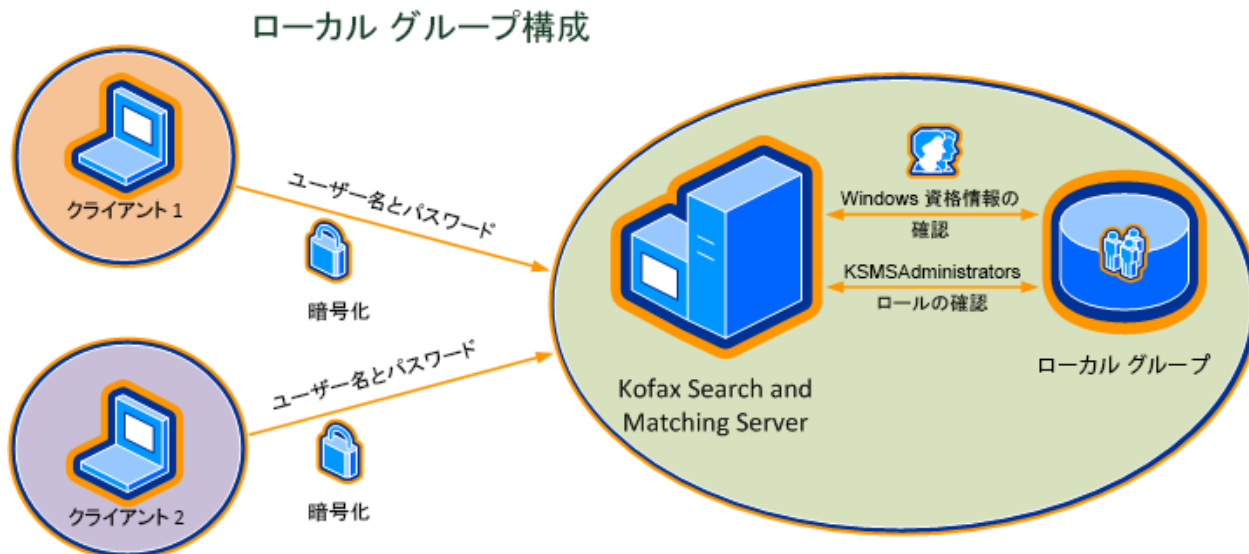 ローカル グループ構成
クライアント 1
ユーザー名とパスワード
暗号化
クライアント 2
ユーザー名とパスワード
暗号化
Kofax Search and
Matching Server
Windows 資格情報の
確認
KSMSAdministrators
ロールの確認
ローカル グループ